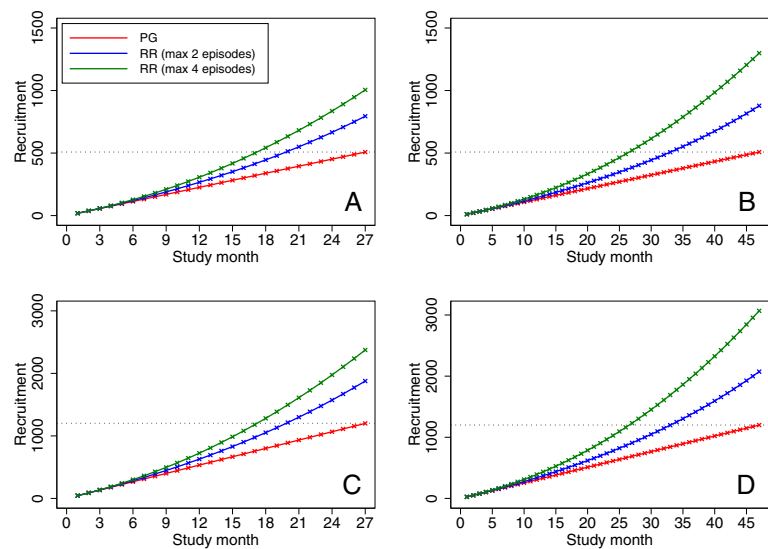 PG
RR (max 2 episodes)
RR (max 4 episodes)
Recruitment
0 500 1000 1500
0 3 6 9 12 15 18 21 24 27
Study month
A
Recruitment
0 500 1000 1500
0 5 10 15 20 25 30 35 40 45
Study month
B
Recruitment
0 1000 2000 3000
0 3 6 9 12 15 18 21 24 27
Study month
C
Recruitment
0 1000 2000 3000
0 5 10 15 20 25 30 35 40 45
Study month
D